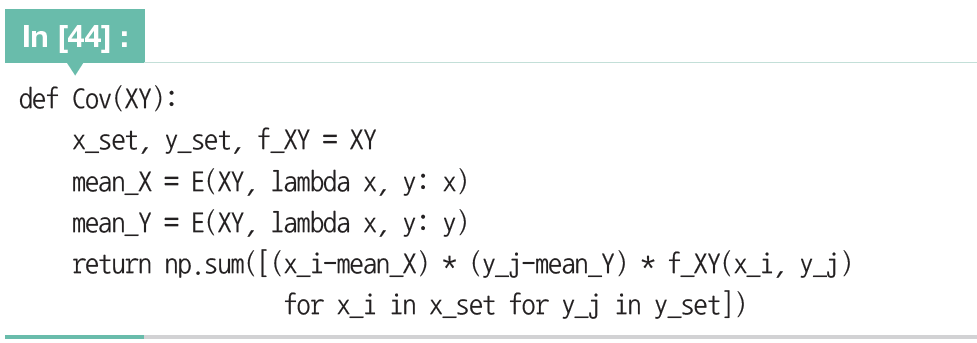 In [44] :
def Cov(XY):
    x_set, y_set, f_XY = XY
    mean_X = E(XY, lambda x, y: x)
    mean_Y = E(XY, lambda x, y: y)
    return np.sum([(x_i-mean_X) * (y_j-mean_Y) * f_XY(x_i, y_j)
                   for x_i in x_set for y_j in y_set])